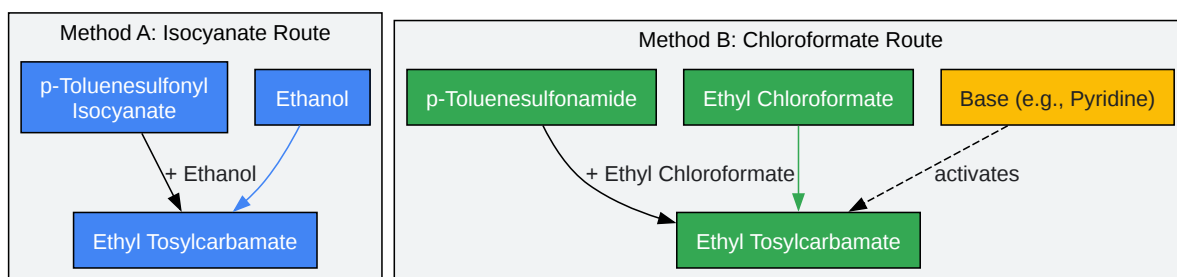 Method A: Isocyanate Route
p-Toluenesulfonyl
Isocyanate
Ethanol
+ Ethanol
Ethyl Tosylcarbamate
Method B: Chloroformate Route
p-Toluenesulfonamide
Ethyl Chloroformate
Base (e.g., Pyridine)
+ Ethyl Chloroformate
activates
Ethyl Tosylcarbamate